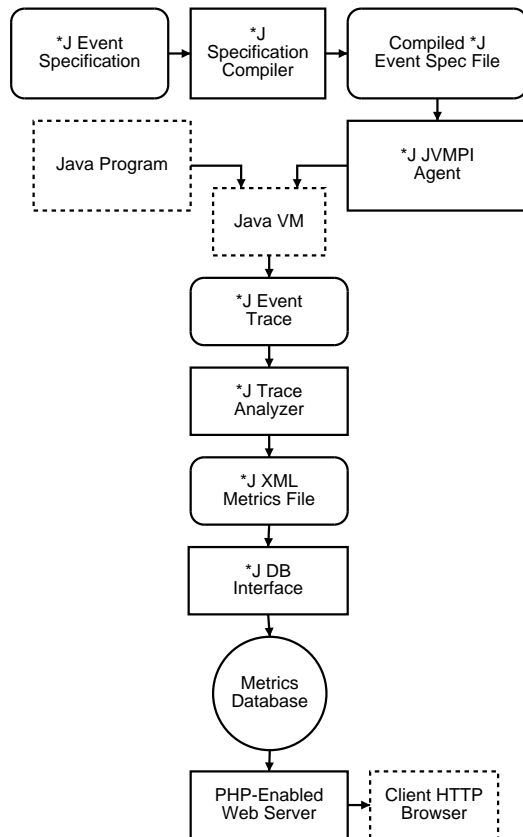 *J Event
Specification
*J
Specification
Compiler
Compiled *J
Event Spec File
Java Program
*J JVMPI
Agent
Java VM
*J Event
Trace
*J Trace
Analyzer
*J XML
Metrics File
*J DB
Interface
Metrics
Database
PHP-Enabled
Web Server
Client HTTP
Browser